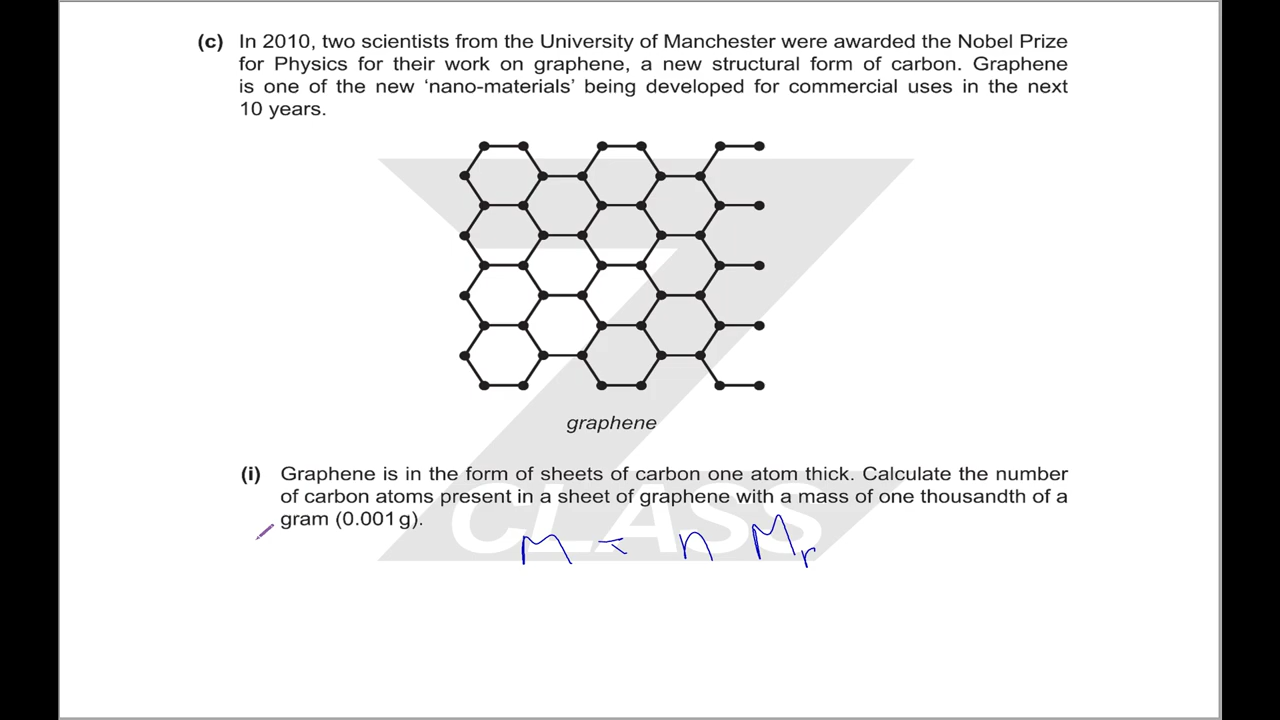 (c) In 2010, two scientists from the University of Manchester were awarded the Nobel Prize
for Physics for their work on graphene, a new structural form of carbon. Graphene
is one of the new ‘nano-materials’ being developed for commercial uses in the next
10 years.
graphene
(i) Graphene is in the form of sheets of carbon one atom thick. Calculate the number
of carbon atoms present in a sheet of graphene with a mass of one thousandth of a
gram (0.001 g).
CLASS
M = n Mr